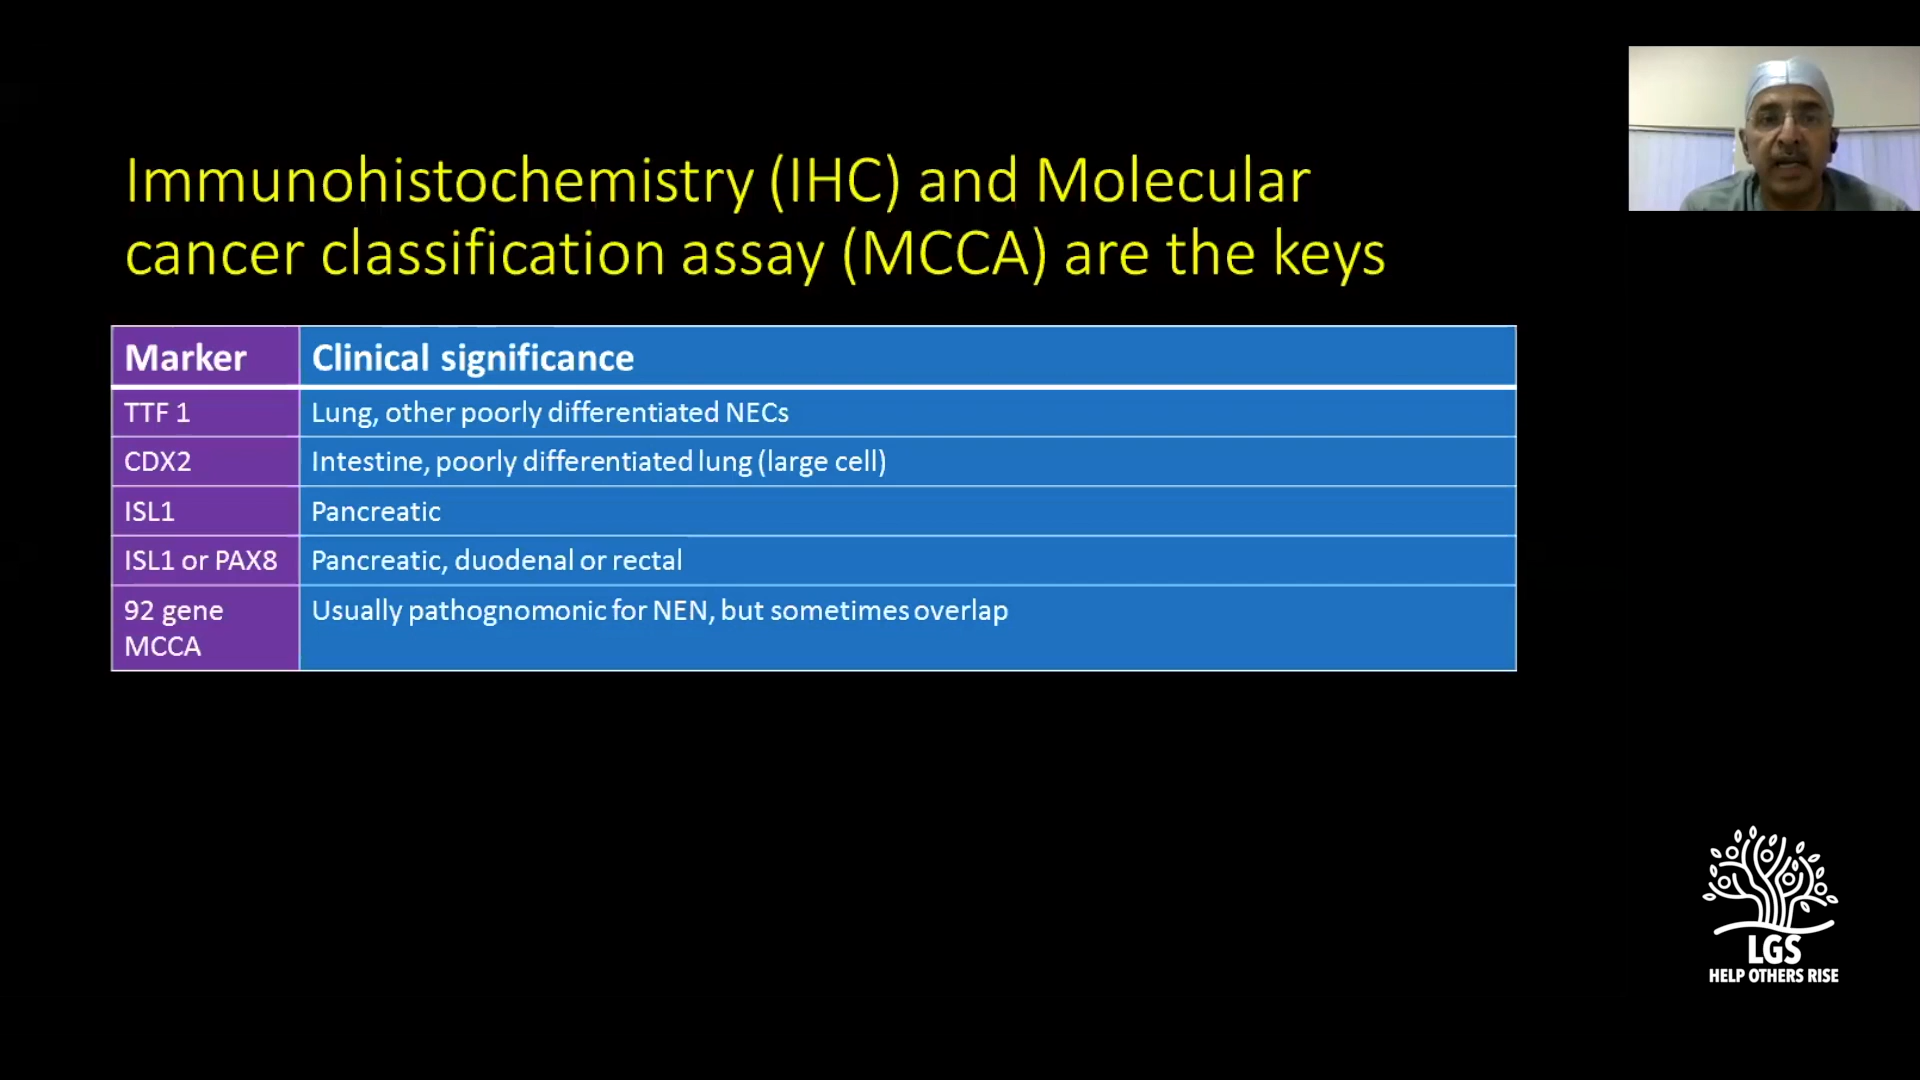 Immunohistochemistry (IHC) and Molecular
cancer classification assay (MCCA) are the keys
Marker Clinical significance
TTF 1 Lung, other poorly differentiated NECs
CDX2 Intestine, poorly differentiated lung (large cell)
ISL1 Pancreatic
ISL1 or PAX8 Pancreatic, duodenal or rectal
92 gene Usually pathognomonic for NEN, but sometimes overlap
MCCA
LGS
HELP OTHERS RISE